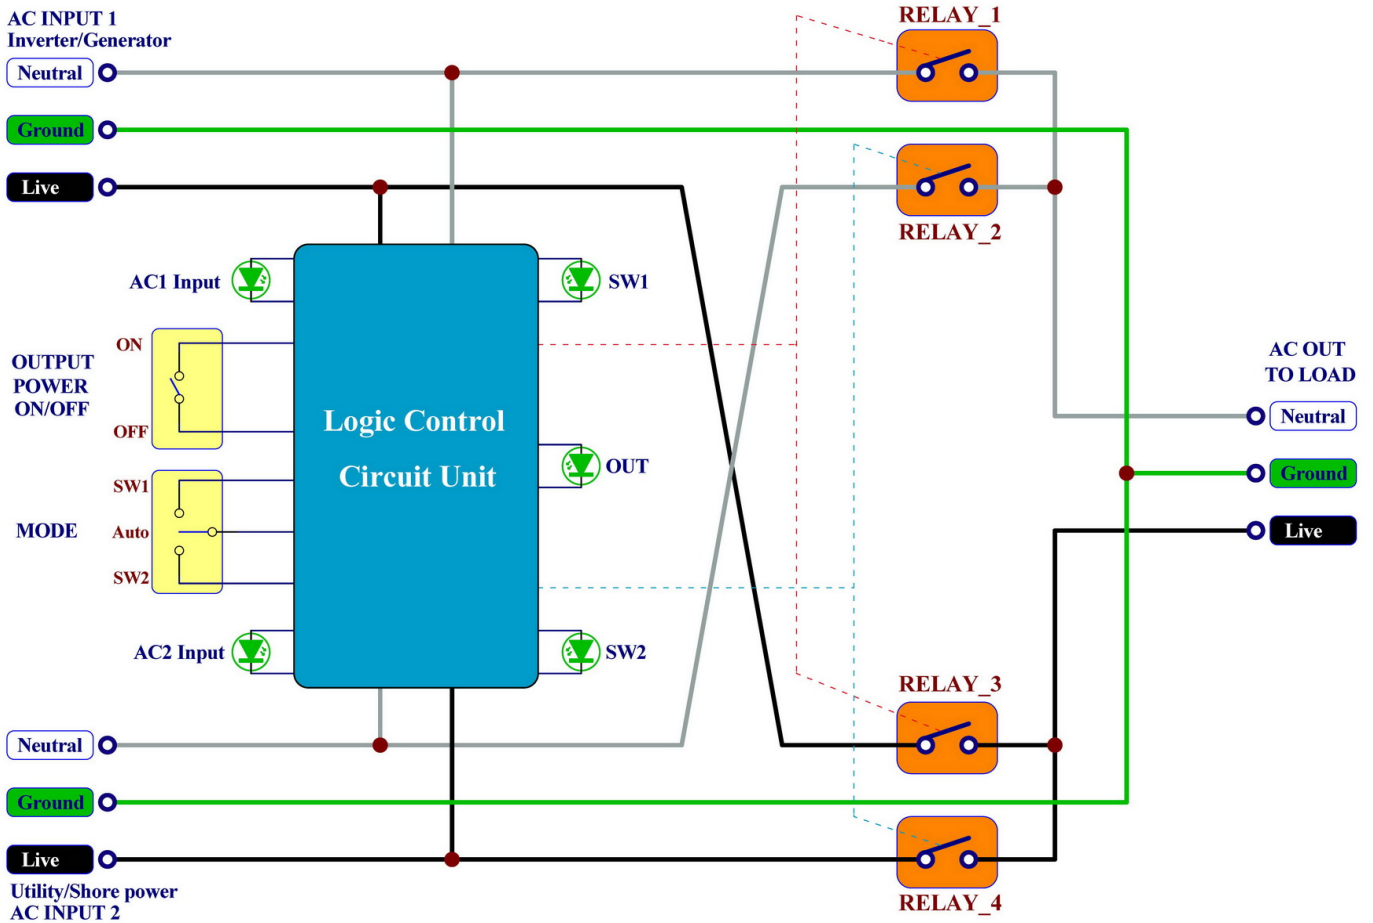 AC INPUT 1
Inverter/Generator
Neutral
Ground
Live
RELAY_1
RELAY_2
AC1 Input
SW1
ON
OUTPUT
POWER
ON/OFF
OFF
Logic Control
Circuit Unit
OUT
SW1
MODE
Auto
SW2
AC2 Input
SW2
AC OUT
TO LOAD
Neutral
Ground
Live
RELAY_3
RELAY_4
Neutral
Ground
Live
Utility/Shore power
AC INPUT 2